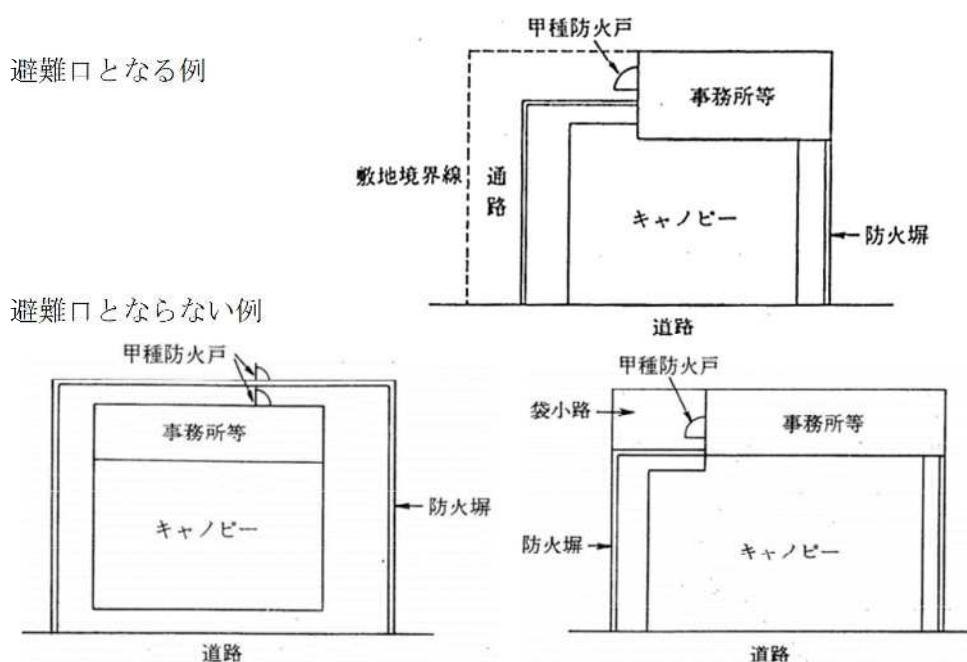 避難口となる例
甲種防火戸
事務所等
敷地境界線
通路
キャノピー
防火塀
道路
避難口とならない例
甲種防火戸
事務所等
キャノピー
防火塀
道路
甲種防火戸
袋小路
事務所等
防火塀
キャノピー
道路